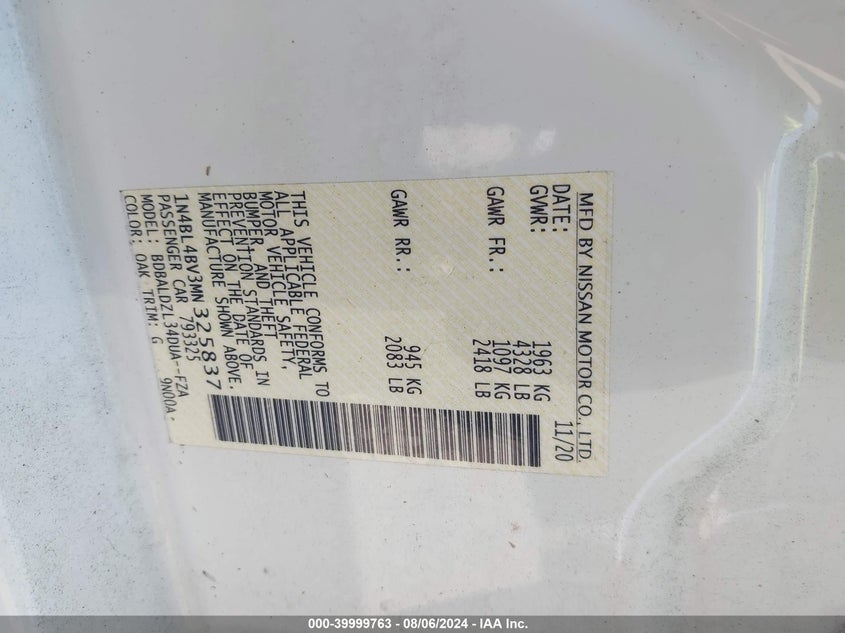 MFD BY NISSAN MOTOR CO., LTD.
DATE: 11/20
GVWR: 1963 KG
4328 LB
GAWR FR.: 1097 KG
2418 LB
GAWR RR.: 945 KG
2083 LB
THIS VEHICLE CONFORMS TO
ALL APPLICABLE FEDERAL
MOTOR VEHICLE SAFETY,
BUMPER, AND THEFT
PREVENTION STANDARDS IN
EFFECT ON THE DATE OF
MANUFACTURE SHOWN ABOVE.
1N4BL4BV3MN325837
PASSENGER CAR 793325
MODEL: BDBALDZL34DUA--FZA
COLOR: OAK TRIM: G 9N00A
000-39999763 - 08/06/2024 - IAA Inc.